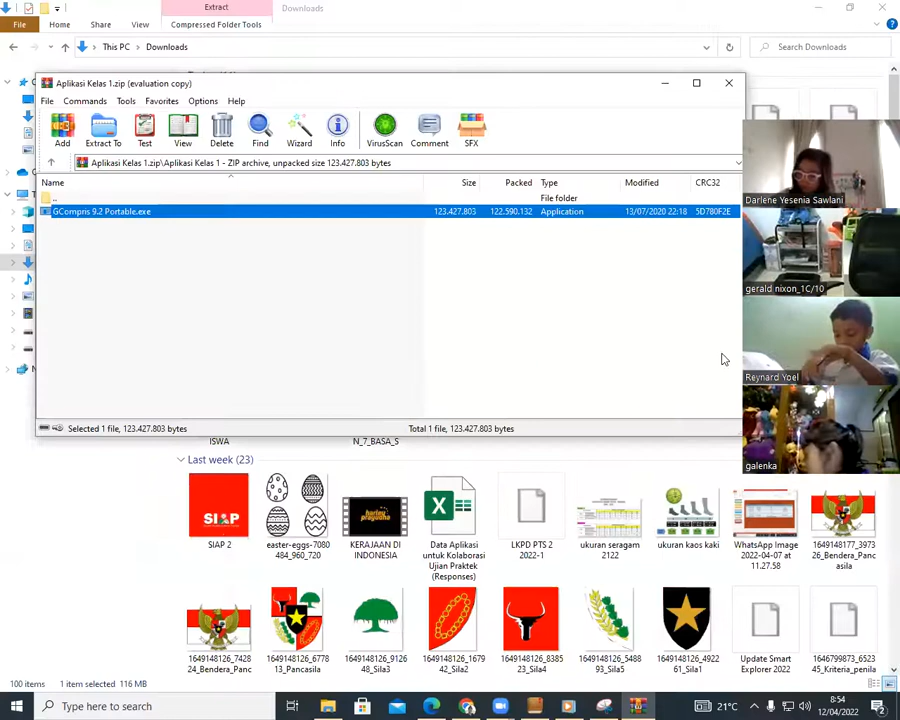 Extract
Downloads
File Home Share View Compressed Folder Tools
This PC Downloads
Search Downloads
Aplikasi Kelas 1.zip (evaluation copy)
File Commands Tools Favorites Options Help
Add Extract To Test View Delete Find Wizard Info VirusScan Comment SFX
Aplikasi Kelas 1.zip\Aplikasi Kelas 1 - ZIP archive, unpacked size 123.427.803 bytes
Name Size Packed Type Modified CRC32
.. File folder
GCompris 9.2 Portable.exe 123.427.803 122.590.132 Application 13/07/2020 22:18 5D780F2E
Darlene Yesenia Sawlani
gerald nixon_1C/10
Reynard Yoel
galenka
Selected 1 file, 123.427.803 bytes Total 1 file, 123.427.803 bytes
ISWA N_7_BASA_S
Last week (23)
SIAP
harley prayudha
SIAP 2
easter-eggs-7080
484_960_720
KERAJAAN DI
INDONESIA
Data Aplikasi
untuk Kolaborasi
Ujian Praktek
(Responses)
LKPD PTS 2
2022-1
ukuran seragam
2122
ukuran kaos kaki
WhatsApp Image
2022-04-07 at
11.27.58
1649148177_3973
26_Bendera_Panc
asila
1649148126_7428
24_Bendera_Panc
1649148126_6778
13_Pancasila
1649148126_9126
48_Sila3
1649148126_1679
42_Sila2
1649148126_8385
23_Sila4
1649148126_5488
93_Sila5
1649148126_4922
61_Sila1
Update Smart
Explorer 2022
1646799873_6523
45_Kriteria_penila
100 items 1 item selected 116 MB
Type here to search
21°C
8:54
12/04/2022
2